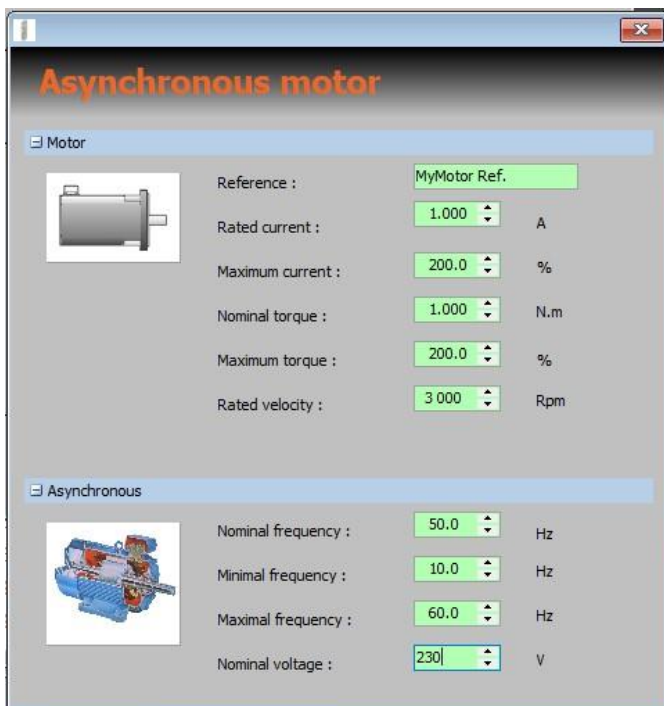 Asynchronous motor
Motor
Reference : MyMotor Ref.
Rated current : 1.000 A
Maximum current : 200.0 %
Nominal torque : 1.000 N.m
Maximum torque : 200.0 %
Rated velocity : 3 000 Rpm
Asynchronous
Nominal frequency : 50.0 Hz
Minimal frequency : 10.0 Hz
Maximal frequency : 60.0 Hz
Nominal voltage : 230 V